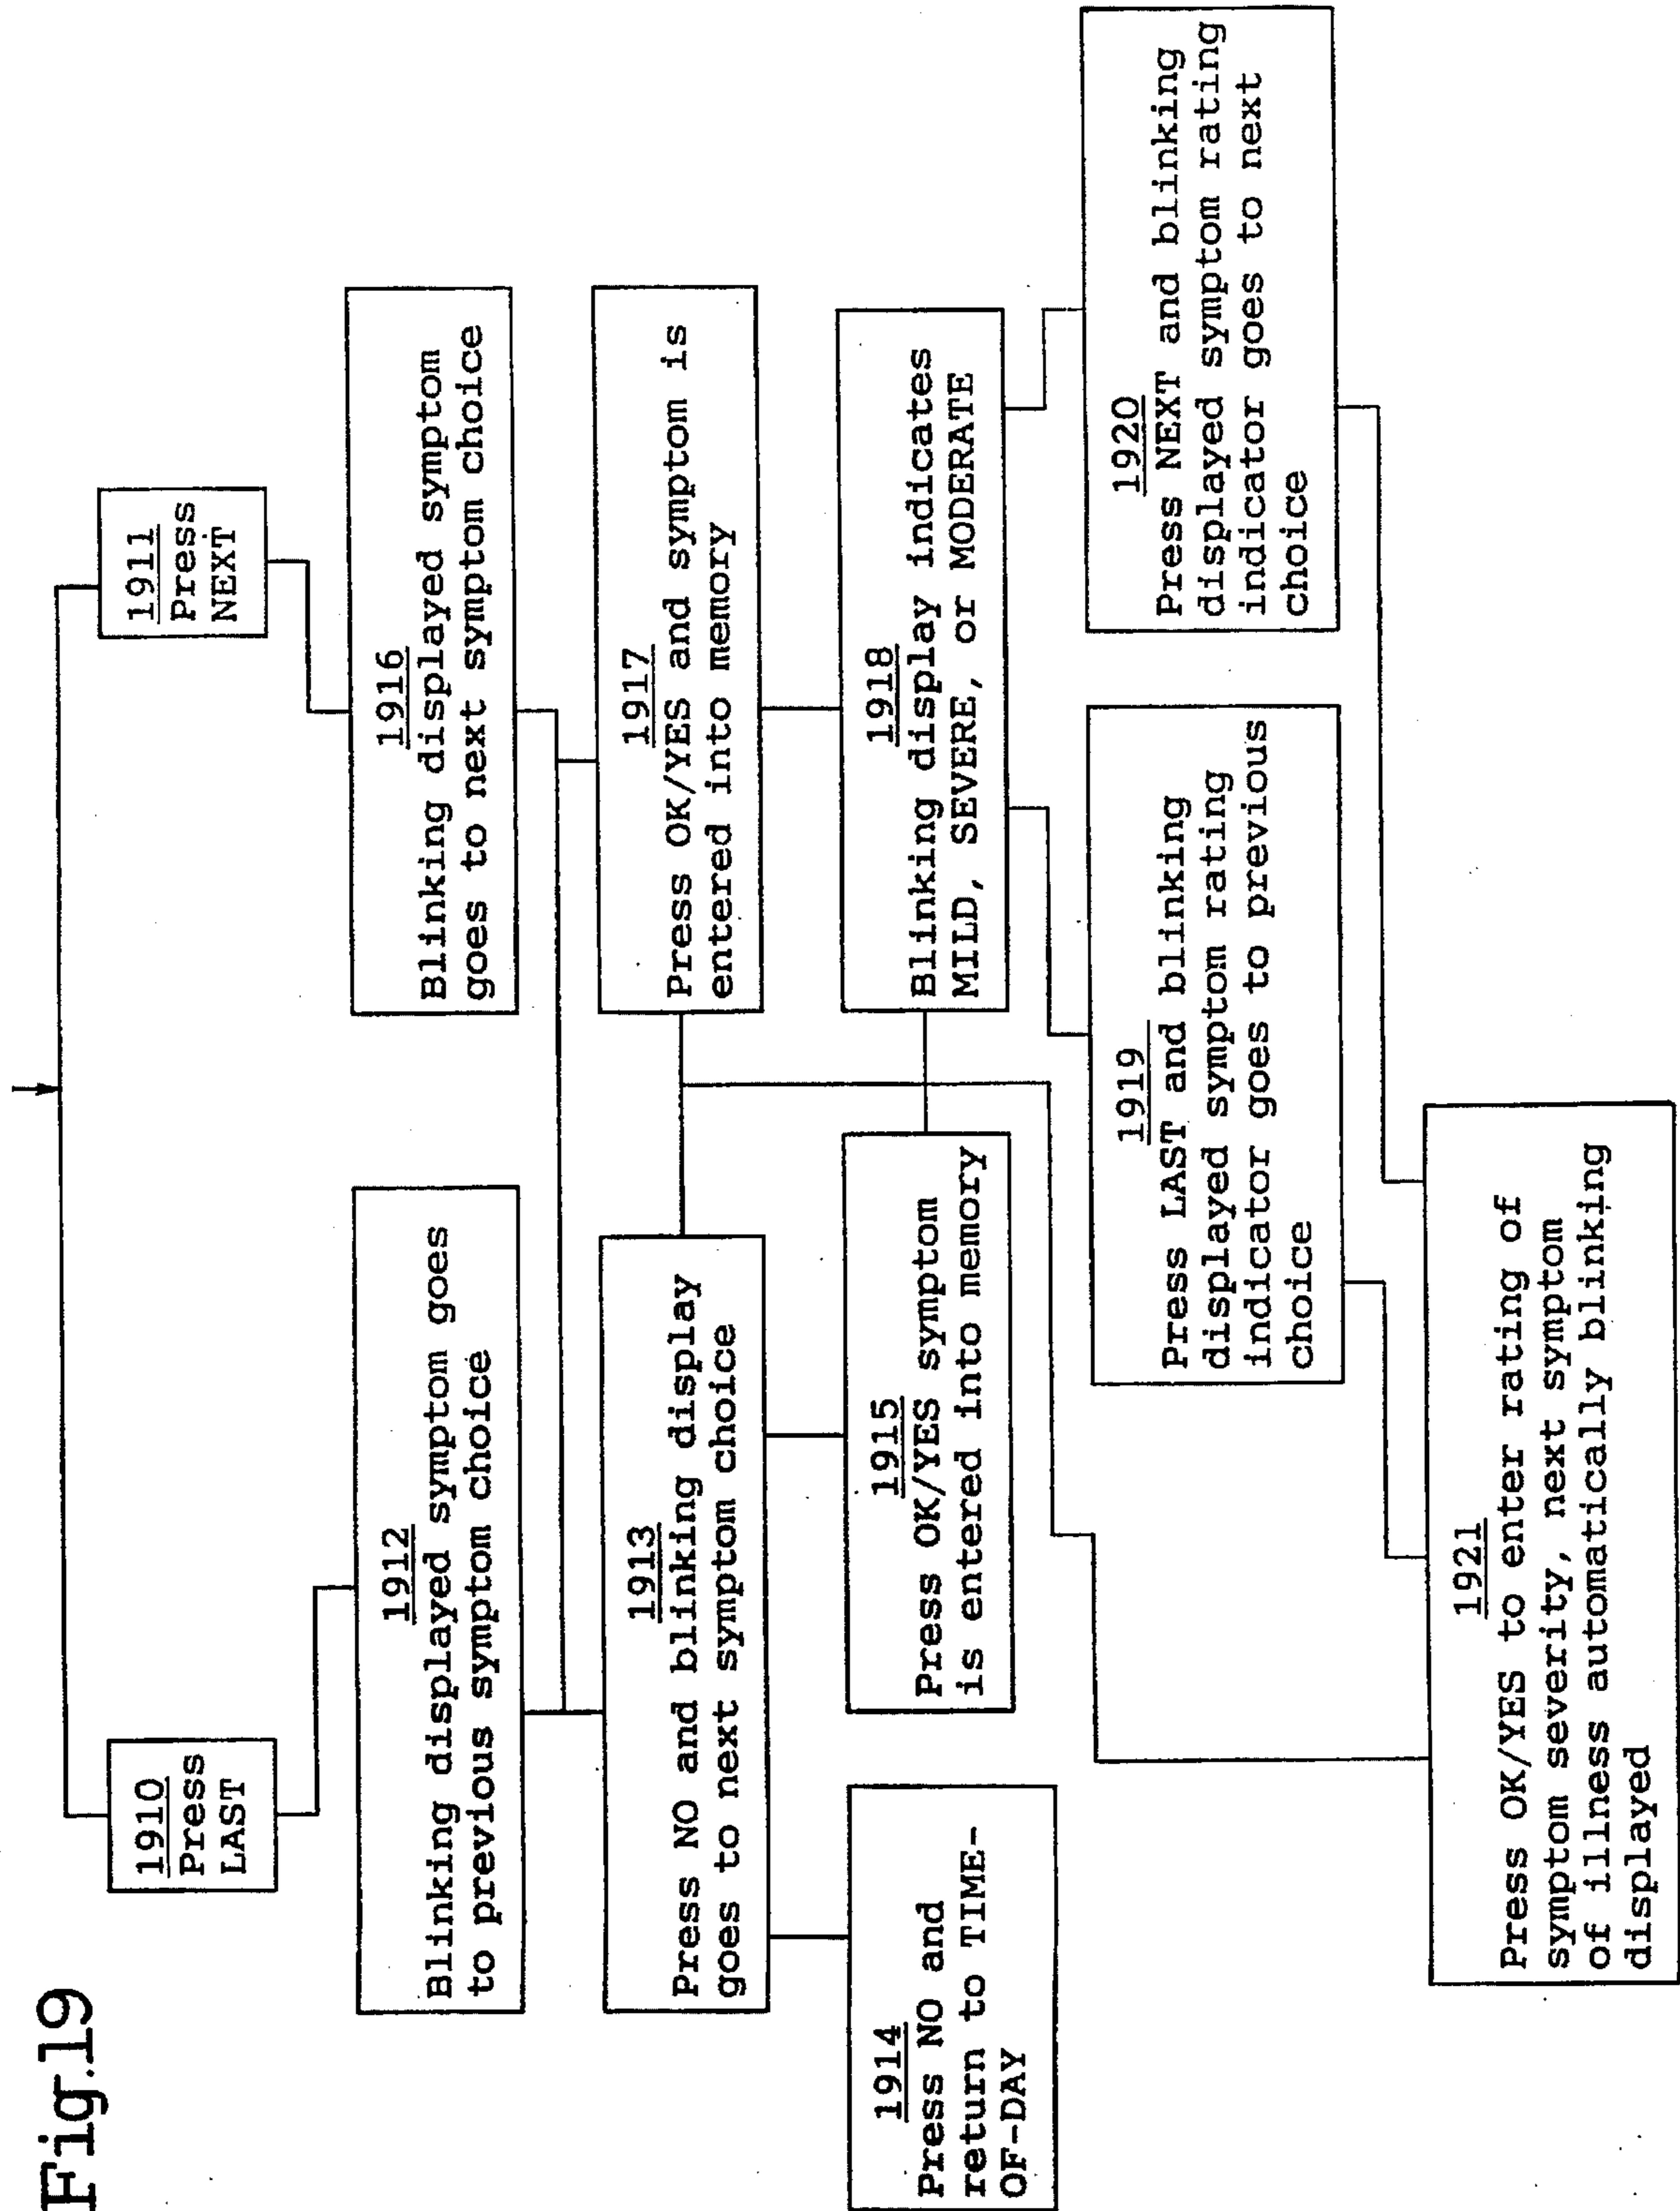 Fig.19
1910
Press
LAST
1911
Press
NEXT
1912
Blinking displayed symptom goes
to previous symptom choice
1916
Blinking displayed symptom
goes to next symptom choice
1913
Press NO and blinking display
goes to next symptom choice
1917
Press OK/YES and symptom is
entered into memory
1914
Press NO and
return to TIME-
OF-DAY
1915
Press OK/YES symptom
is entered into memory
1918
Blinking display indicates
MILD, SEVERE, or MODERATE
1919
Press LAST and blinking
displayed symptom rating
indicator goes to previous
choice
1920
Press NEXT and blinking
displayed symptom rating
indicator goes to next
choice
1921
Press OK/YES to enter rating of
symptom severity, next symptom
of illness automatically blinking
displayed